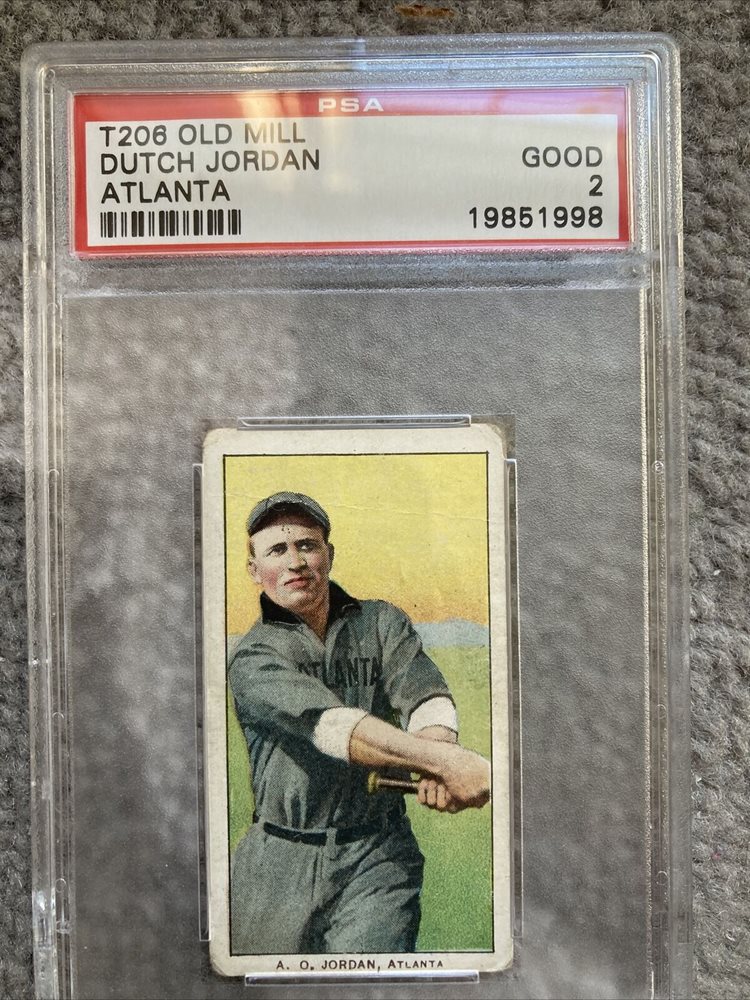 PSA
T206 OLD MILL
DUTCH JORDAN GOOD
ATLANTA 2
19851998
ATLANTA
A. O. JORDAN, ATLANTA